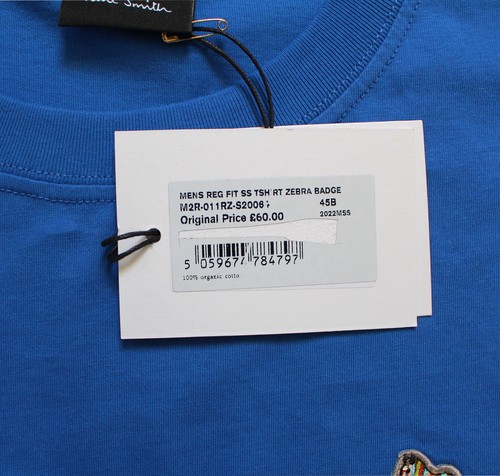 Smith
MENS REG FIT SS TSHIRT ZEBRA BADGE
M2R-011RZ-S2006 45B
Original Price £60.00 2022MSS
5 059677 784797
100% organic cotto